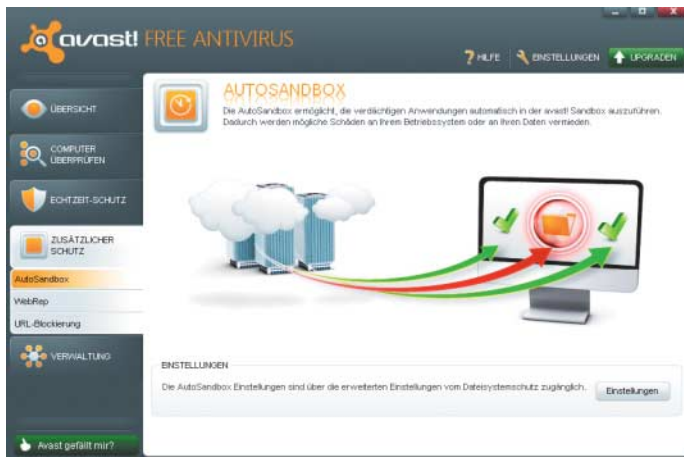 avast! FREE ANTIVIRUS
HILFE
EINSTELLUNGEN
UPGRADEN
ÜBERSICHT
COMPUTER
ÜBERPRÜFEN
ECHTZEIT-SCHUTZ
ZUSÄTZLICHER
SCHUTZ
AutoSandbox
WebRep
URL-Blockierung
VERWALTUNG
Avast gefällt mir?
AUTOSANDBOX
Die AutoSandbox ermöglicht, die verdächtigen Anwendungen automatisch in der avast! Sandbox auszuführen.
Dadurch werden mögliche Schäden an Ihrem Betriebssystem oder an Ihren Daten vermieden.
EINSTELLUNGEN
Die AutoSandbox Einstellungen sind über die erweiterten Einstellungen vom Dateisystemschutz zugänglich.
Einstellungen